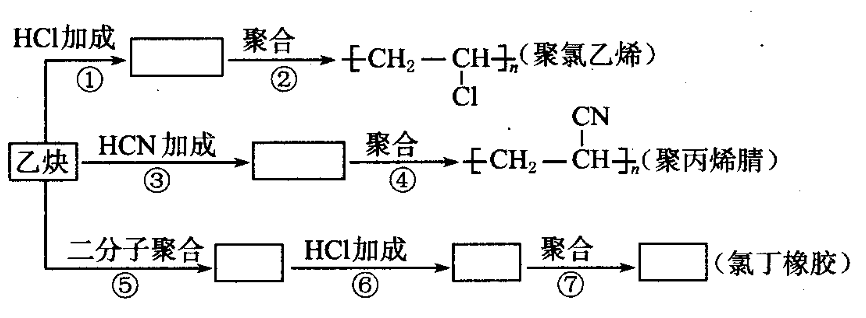 HCl加成 ① 聚合 ② ⁅CH₂—CH⁆ₙ(聚氯乙烯)
Cl
CN
乙炔 HCN加成 ③ 聚合 ④ ⁅CH₂—CH⁆ₙ(聚丙烯腈)
二分子聚合 ⑤ HCl加成 ⑥ 聚合 ⑦ (氯丁橡胶)